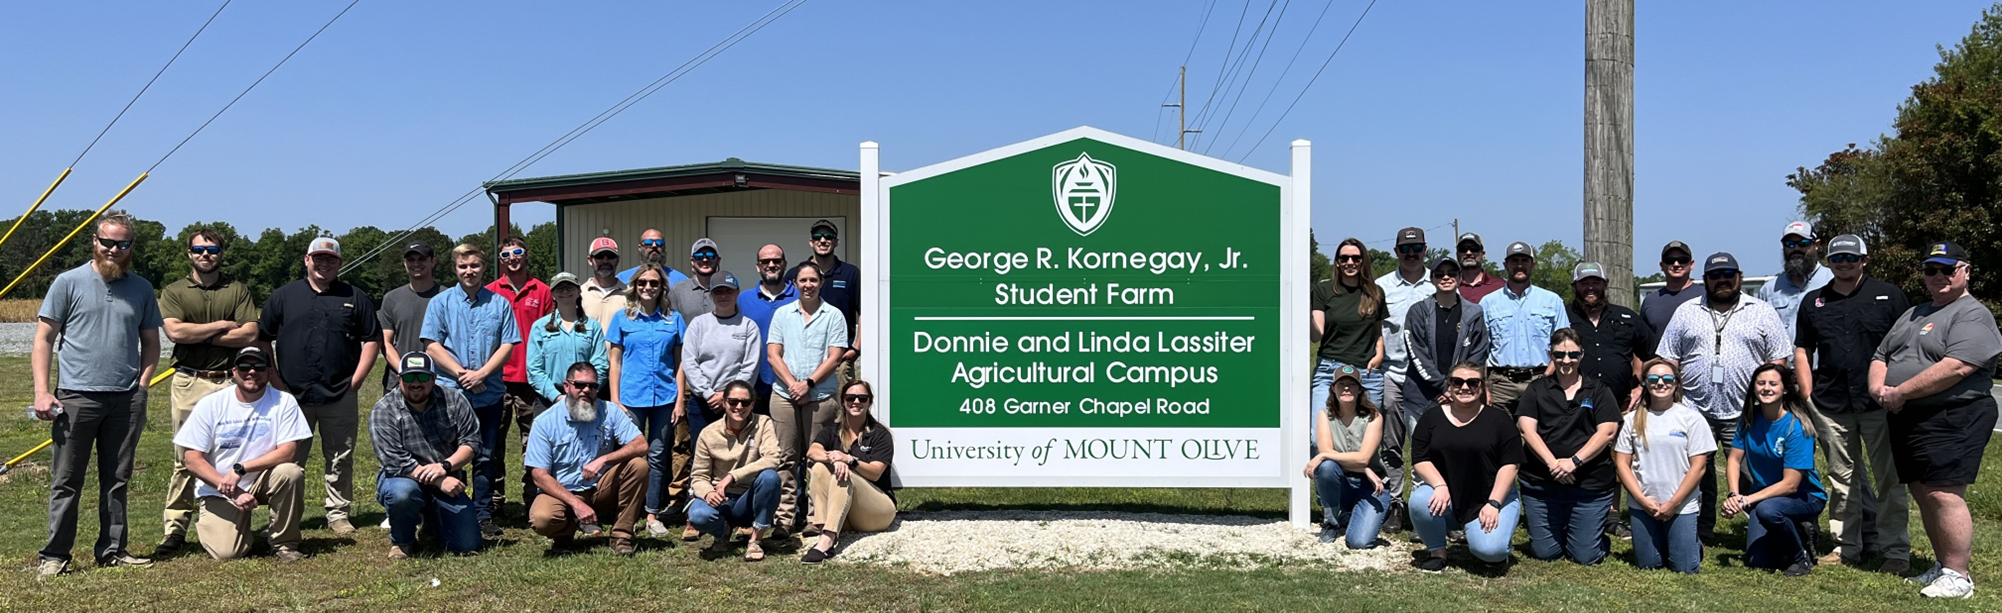 George R. Kornegay, Jr.
Student Farm
Donnie and Linda Lassiter
Agricultural Campus
408 Garner Chapel Road
University of MOUNT OLIVE